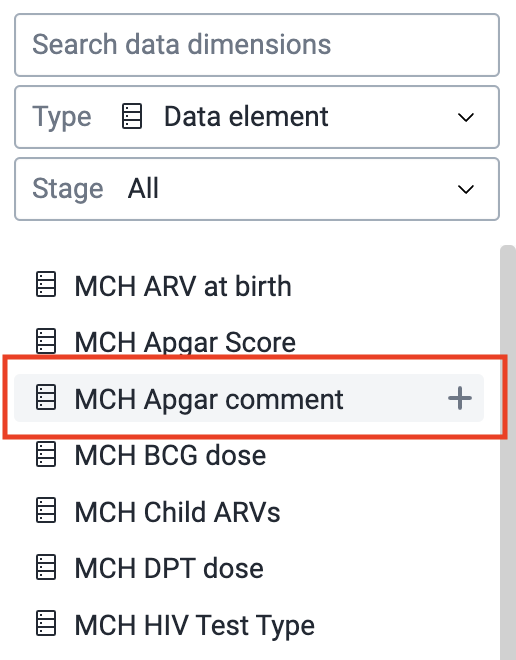 Search data dimensions
Type Data element
Stage All
MCH ARV at birth
MCH Apgar Score
MCH Apgar comment
MCH BCG dose
MCH Child ARVs
MCH DPT dose
MCH HIV Test Type